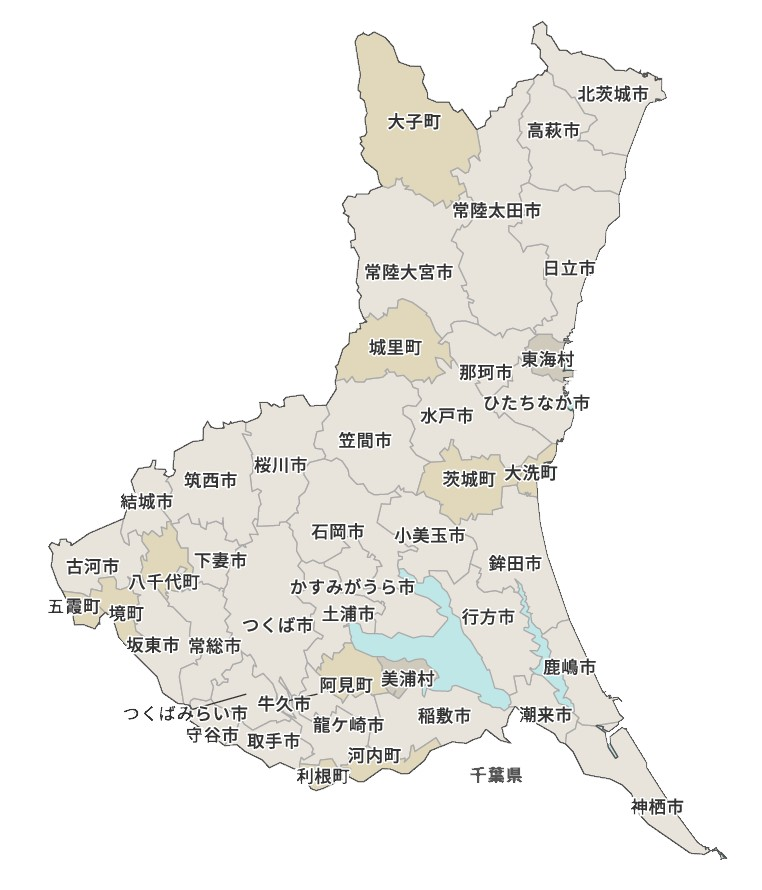 北茨城市
大子町
高萩市
常陸太田市
日立市
常陸大宮市
城里町
東海村
那珂市
ひたちなか市
水戸市
笠間市
桜川市
大洗町
茨城町
筑西市
結城市
石岡市
小美玉市
下妻市
鉾田市
古河市
八千代町
かすみがうら市
五霞町
境町
土浦市
行方市
つくば市
坂東市
常総市
鹿嶋市
美浦村
阿見町
牛久市
つくばみらい市
稲敷市
潮来市
龍ケ崎市
守谷市
取手市
河内町
利根町
千葉県
神栖市